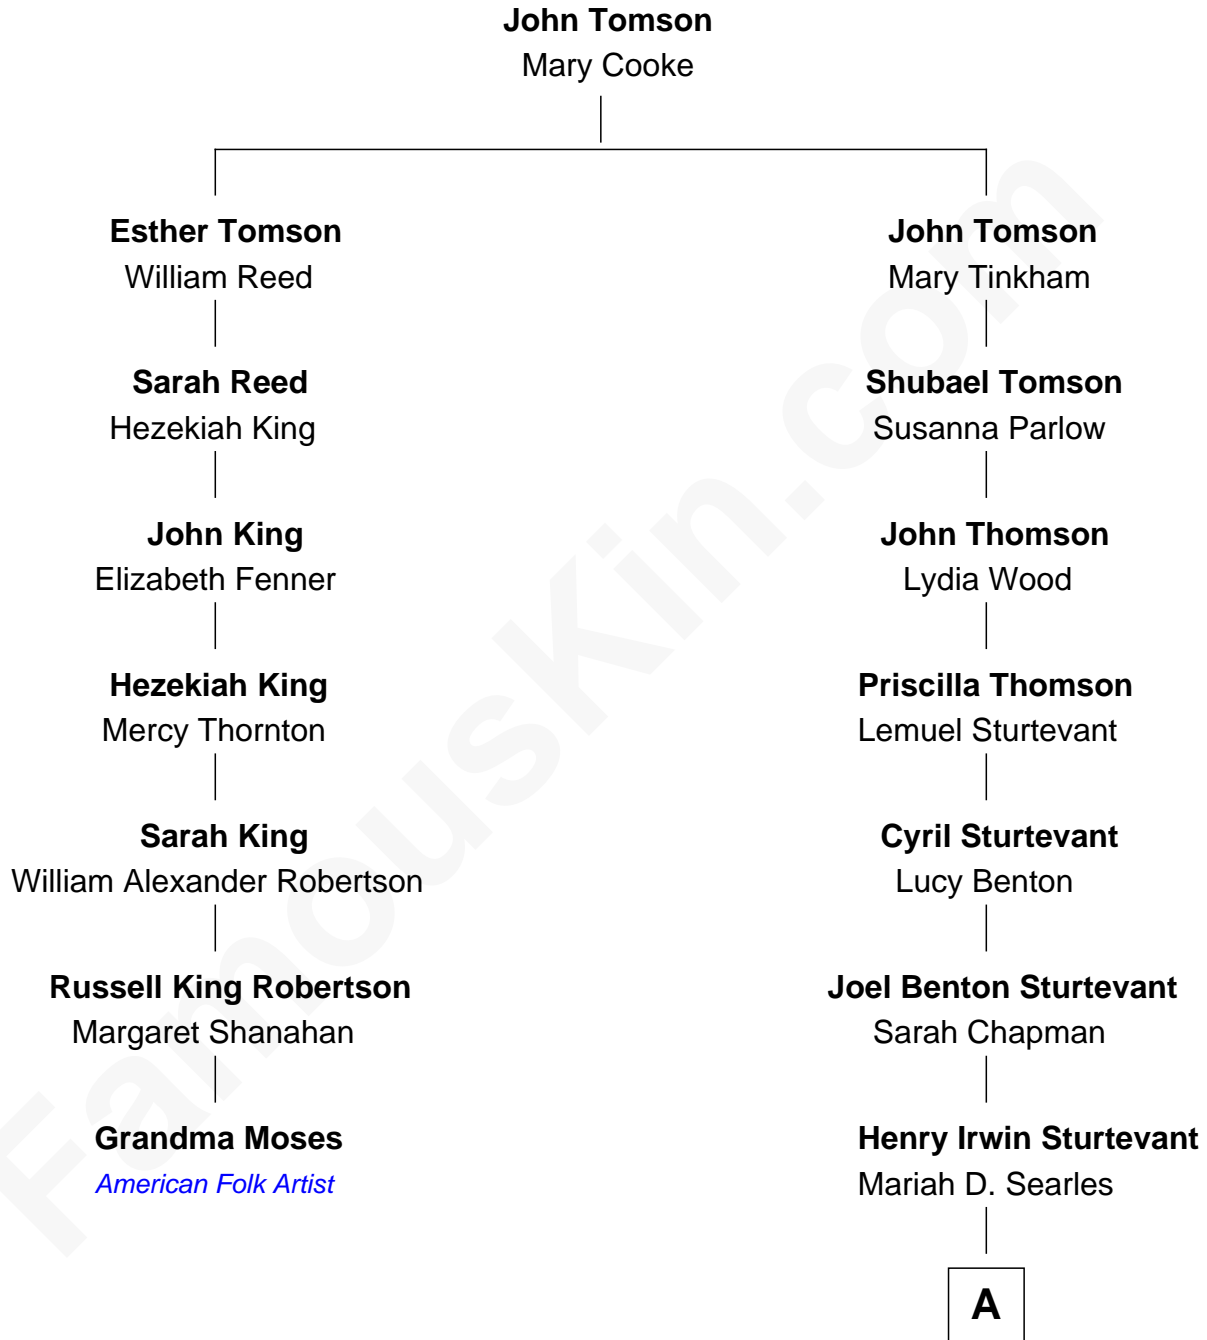 John Tomson
Mary Cooke
Esther Tomson
William Reed
John Tomson
Mary Tinkham
Sarah Reed
Hezekiah King
Shubael Tomson
Susanna Parlow
John King
Elizabeth Fenner
John Thomson
Lydia Wood
Hezekiah King
Mercy Thornton
Priscilla Thomson
Lemuel Sturtevant
Sarah King
William Alexander Robertson
Cyril Sturtevant
Lucy Benton
Russell King Robertson
Margaret Shanahan
Joel Benton Sturtevant
Sarah Chapman
Grandma Moses
American Folk Artist
Henry Irwin Sturtevant
Mariah D. Searles
A
FamousKin.com